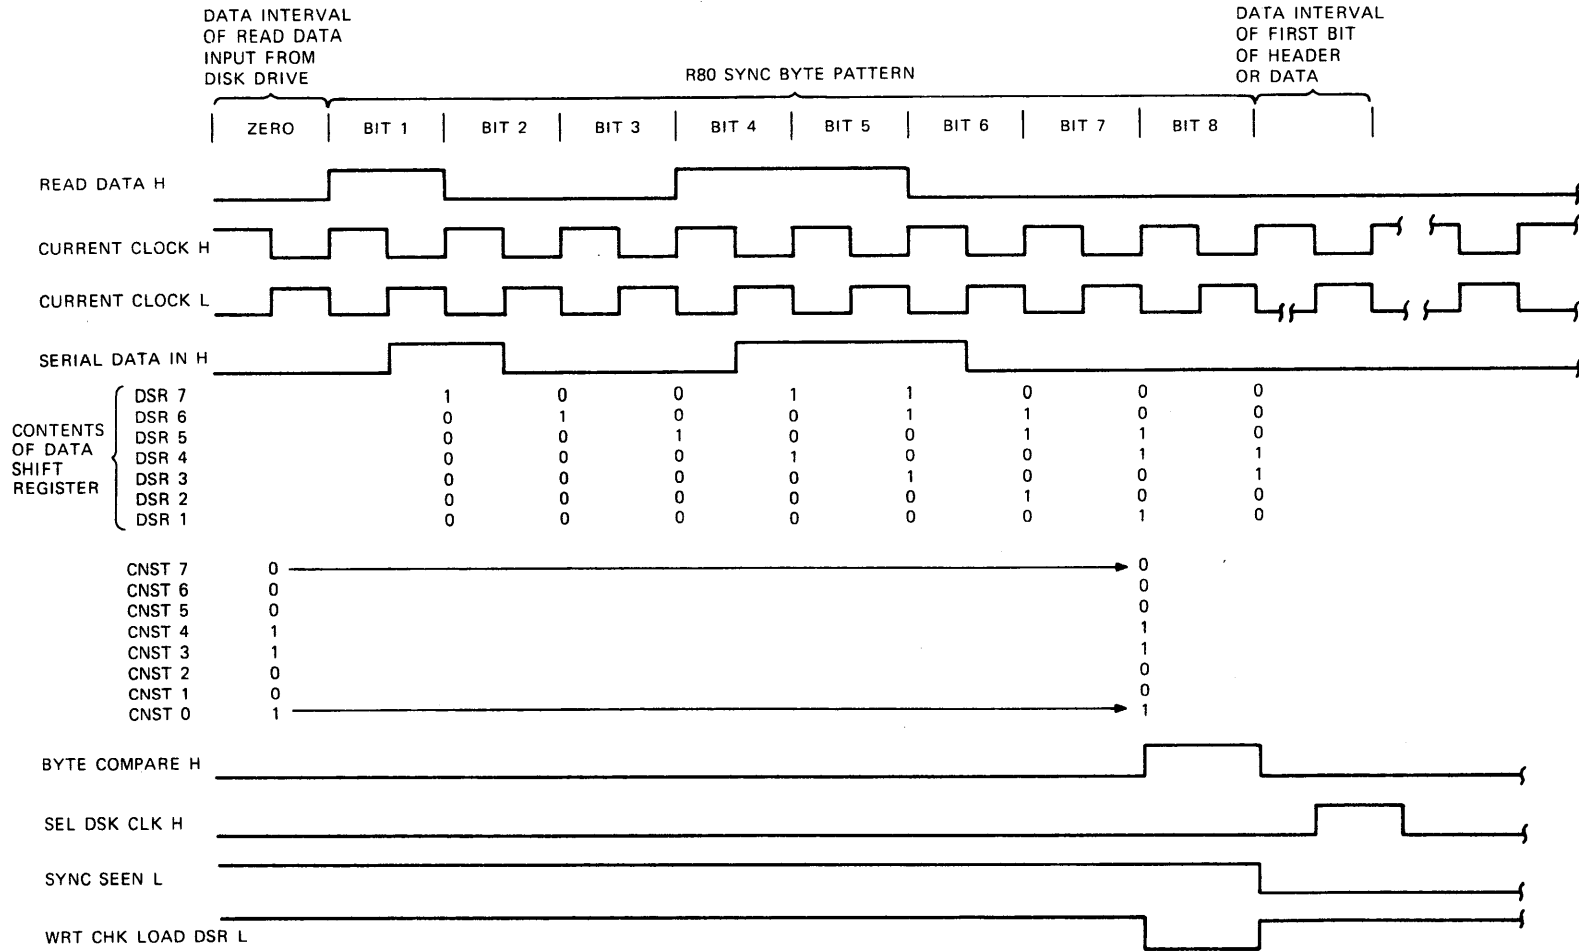 DATA INTERVAL
OF READ DATA
INPUT FROM
DISK DRIVE
R80 SYNC BYTE PATTERN
DATA INTERVAL
OF FIRST BIT
OF HEADER
OR DATA
ZERO BIT 1 BIT 2 BIT 3 BIT 4 BIT 5 BIT 6 BIT 7 BIT 8
READ DATA H
CURRENT CLOCK H
CURRENT CLOCK L
SERIAL DATA IN H
CONTENTS
OF DATA
SHIFT
REGISTER
DSR 7 1 0 0 1 1 0 0 0
DSR 6 0 1 0 0 1 1 0 0
DSR 5 0 0 1 0 0 1 1 0
DSR 4 0 0 0 1 0 0 1 1
DSR 3 0 0 0 0 1 0 0 1
DSR 2 0 0 0 0 0 1 0 0
DSR 1 0 0 0 0 0 0 1 0
CNST 7 0 0
CNST 6 0 0
CNST 5 0 0
CNST 4 1 1
CNST 3 1 1
CNST 2 0 0
CNST 1 0 0
CNST 0 1 1
BYTE COMPARE H
SEL DSK CLK H
SYNC SEEN L
WRT CHK LOAD DSR L